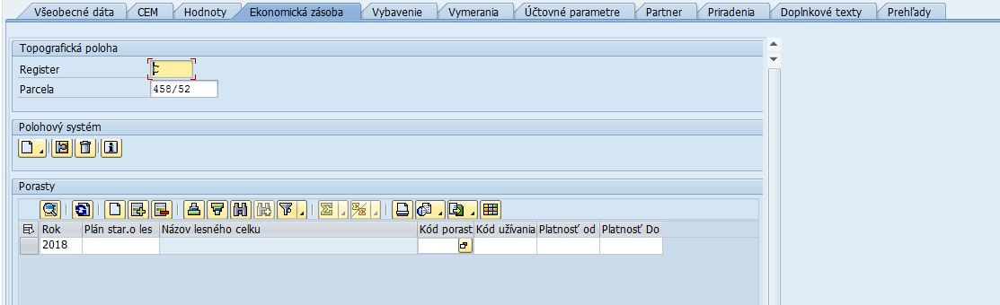 Všeobecné dáta CEM Hodnoty Ekonomická zásoba Vybavenie Vymerania Účtovné parametre Partner Priradenia Doplnkové texty Prehľady
Topografická poloha
Register C
Parcela 458/52
Polohový systém
Porasty
Rok Plán star.o les Názov lesného celku Kód porast Kód užívania Platnosť od Platnosť Do
2018